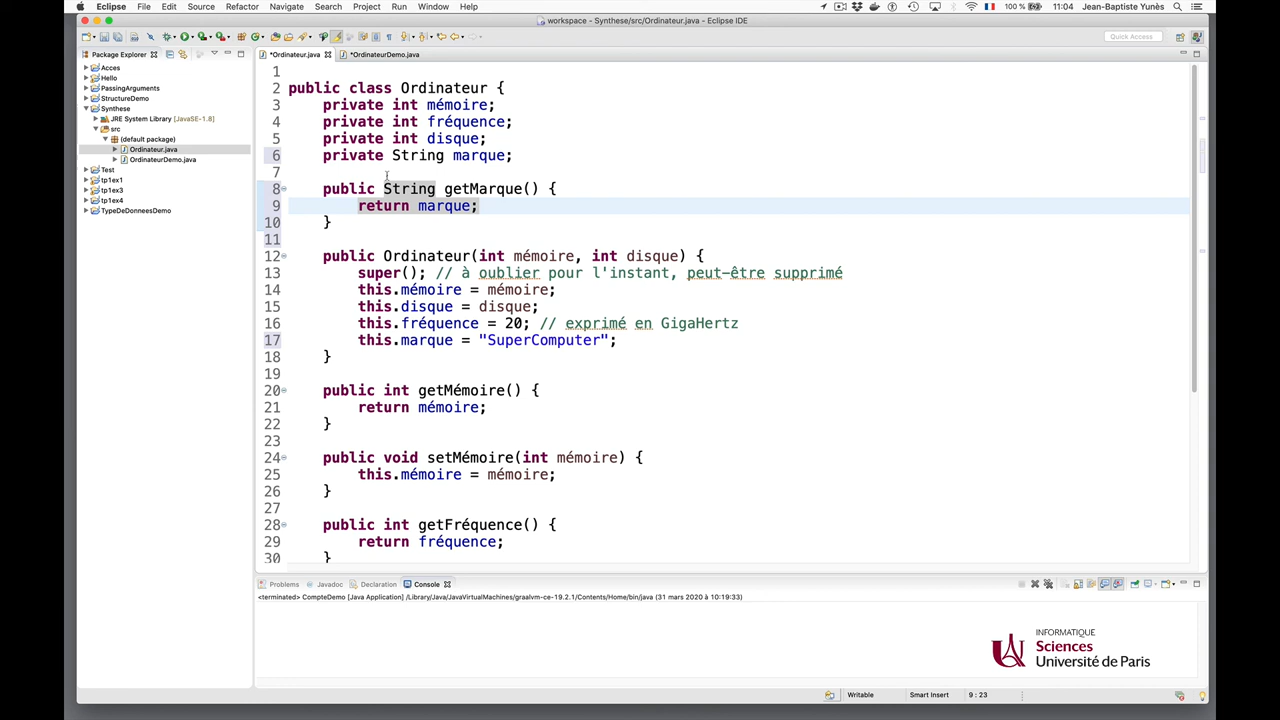 Eclipse File Edit Source Refactor Navigate Search Project Run Window Help 100 % 11:04 Jean-Baptiste Yunès
workspace - Synthese/src/Ordinateur.java - Eclipse IDE
Quick Access
Package Explorer
Acces
Hello
PassingArguments
StructureDemo
Synthese
JRE System Library [JavaSE-1.8]
src
(default package)
Ordinateur.java
OrdinateurDemo.java
Test
tp1ex1
tp1ex3
tp1ex4
TypeDeDonneesDemo
*Ordinateur.java *OrdinateurDemo.java
1
2 public class Ordinateur {
3 private int mémoire;
4 private int fréquence;
5 private int disque;
6 private String marque;
7
8 public String getMarque() {
9 return marque;
10 }
11
12 public Ordinateur(int mémoire, int disque) {
13 super(); // à oublier pour l'instant, peut-être supprimé
14 this.mémoire = mémoire;
15 this.disque = disque;
16 this.fréquence = 20; // exprimé en GigaHertz
17 this.marque = "SuperComputer";
18 }
19
20 public int getMémoire() {
21 return mémoire;
22 }
23
24 public void setMémoire(int mémoire) {
25 this.mémoire = mémoire;
26 }
27
28 public int getFréquence() {
29 return fréquence;
30 }
Problems Javadoc Declaration Console
<terminated> CompteDemo [Java Application] /Library/Java/JavaVirtualMachines/graalvm-ce-19.2.1/Contents/Home/bin/java (31 mars 2020 à 10:19:33)
INFORMATIQUE
Sciences
Université de Paris
Writable Smart Insert 9 : 23